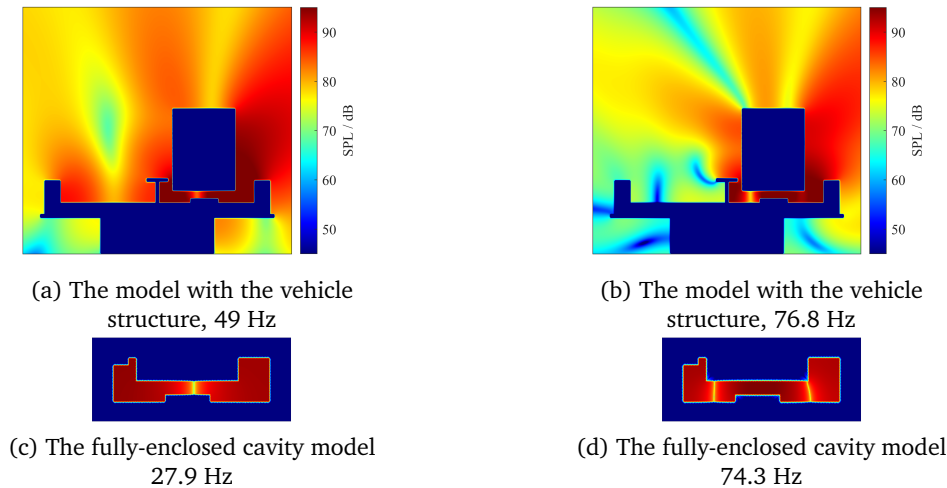 90
80
70
60
50
SPL / dB
90
80
70
60
50
SPL / dB
(a) The model with the vehicle
structure, 49 Hz
(b) The model with the vehicle
structure, 76.8 Hz
(c) The fully-enclosed cavity model
27.9 Hz
(d) The fully-enclosed cavity model
74.3 Hz